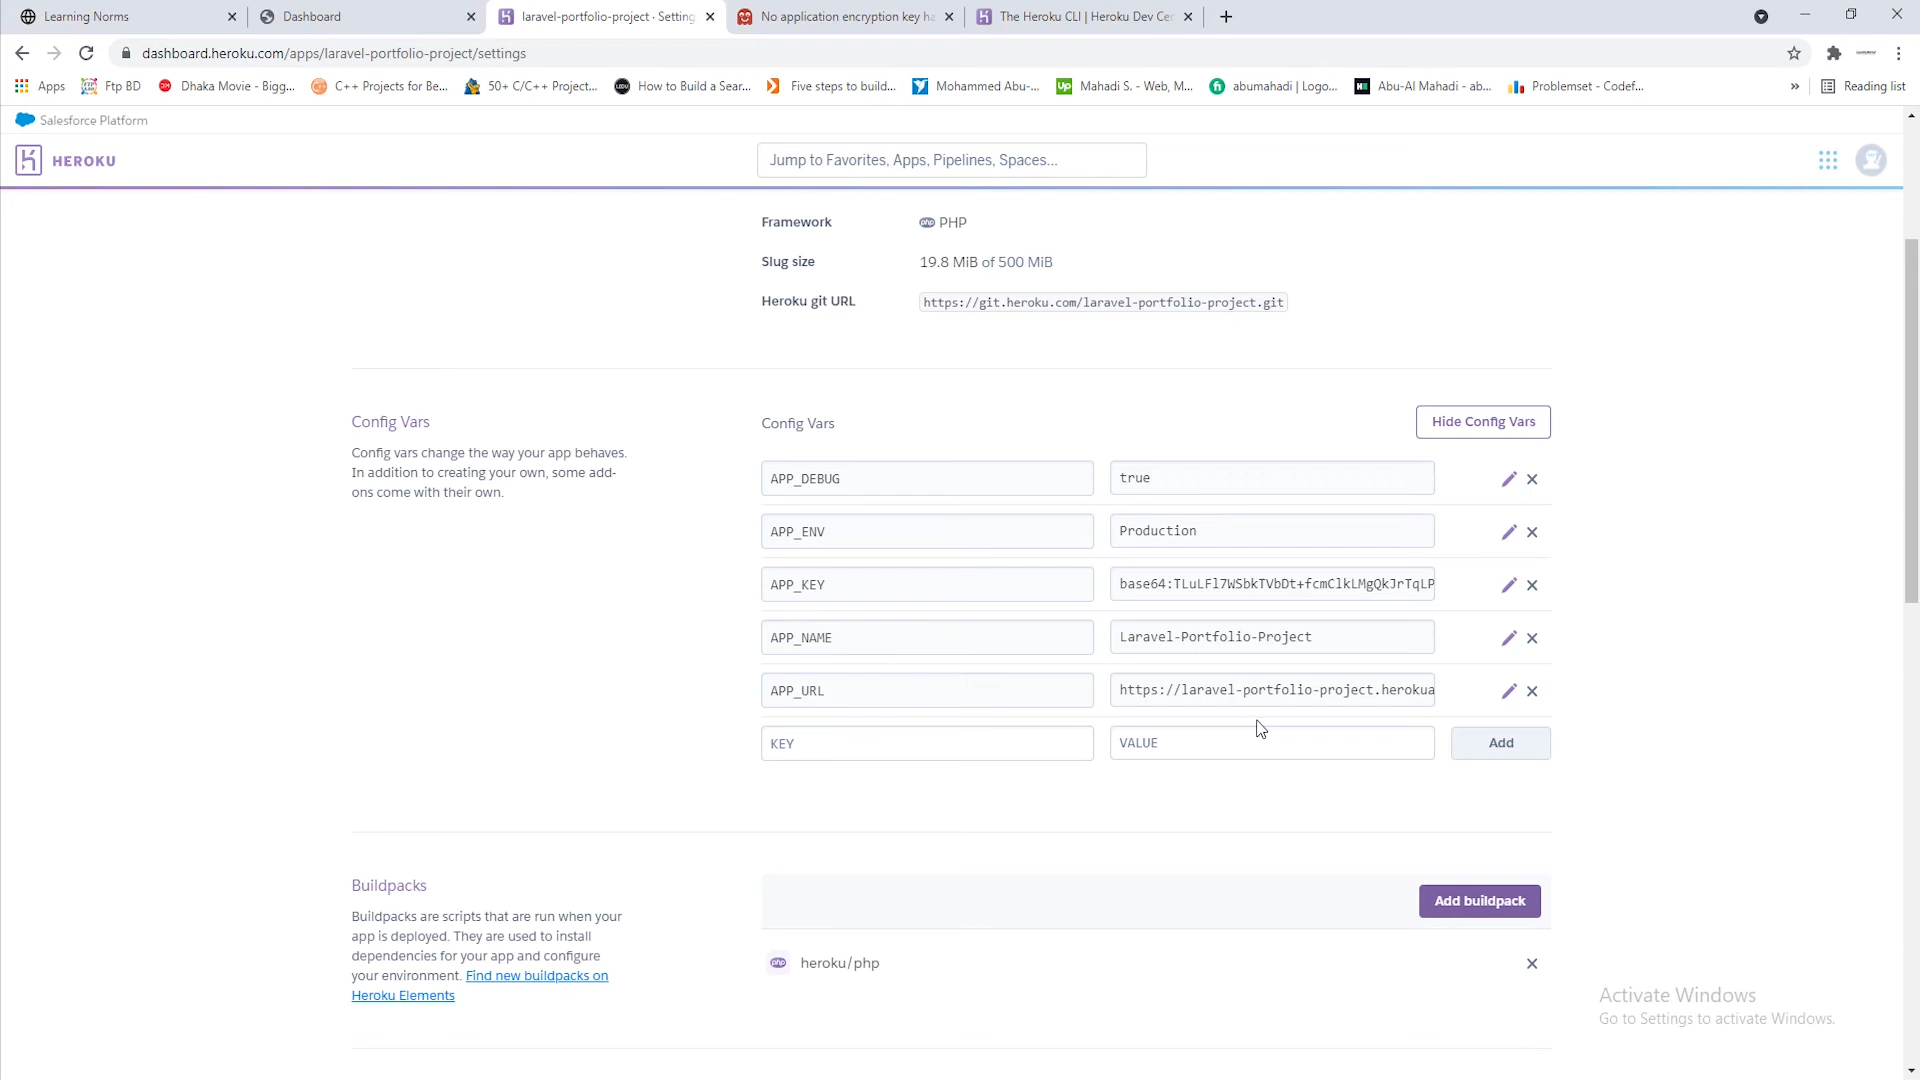 Learning Norms
Dashboard
laravel-portfolio-project · Setting
No application encryption key ha
The Heroku CLI | Heroku Dev Cen
dashboard.heroku.com/apps/laravel-portfolio-project/settings
Apps
Ftp BD
Dhaka Movie - Bigg...
C++ Projects for Be...
50+ C/C++ Project...
How to Build a Sear...
Five steps to build...
Mohammed Abu-...
Mahadi S. - Web, M...
abumahadi | Logo...
Abu-Al Mahadi - ab...
Problemset - Codef...
»
Reading list
Salesforce Platform
HEROKU
Jump to Favorites, Apps, Pipelines, Spaces...
Framework
php PHP
Slug size
19.8 MiB of 500 MiB
Heroku git URL
https://git.heroku.com/laravel-portfolio-project.git
Config Vars
Config vars change the way your app behaves.
In addition to creating your own, some add-
ons come with their own.
Config Vars
Hide Config Vars
APP_DEBUG
true
APP_ENV
Production
APP_KEY
base64:TLuLFl7WSbkTVbDt+fcmClkLMgQkJrTqLP
APP_NAME
Laravel-Portfolio-Project
APP_URL
https://laravel-portfolio-project.herokua
KEY
VALUE
Add
Buildpacks
Buildpacks are scripts that are run when your
app is deployed. They are used to install
dependencies for your app and configure
your environment. Find new buildpacks on
Heroku Elements
Add buildpack
php heroku/php
Activate Windows
Go to Settings to activate Windows.